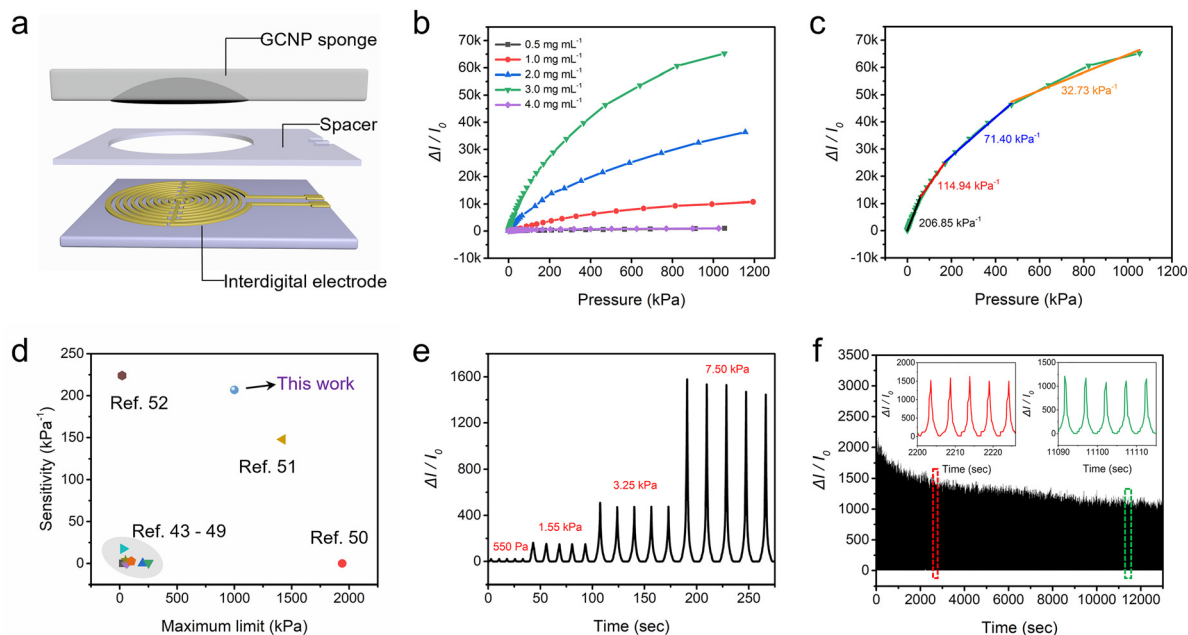 a
GCNP sponge
Spacer
Interdigital electrode
b
ΔI / I0
70k
60k
50k
40k
30k
20k
10k
0
-10k
0.5 mg mL-1
1.0 mg mL-1
2.0 mg mL-1
3.0 mg mL-1
4.0 mg mL-1
0 200 400 600 800 1000 1200
Pressure (kPa)
c
ΔI / I0
70k
60k
50k
40k
30k
20k
10k
0
-10k
32.73 kPa-1
71.40 kPa-1
114.94 kPa-1
206.85 kPa-1
0 200 400 600 800 1000 1200
Pressure (kPa)
d
Sensitivity (kPa-1)
250
200
150
100
50
0
This work
Ref. 52
Ref. 51
Ref. 43 - 49
Ref. 50
0 500 1000 1500 2000
Maximum limit (kPa)
e
ΔI / I0
1600
1200
800
400
0
7.50 kPa
3.25 kPa
1.55 kPa
550 Pa
0 50 100 150 200 250
Time (sec)
f
ΔI / I0
3500
3000
2500
2000
1500
1000
500
0
ΔI / I0
2000
1500
1000
500
0
2200 2210 2220
Time (sec)
ΔI / I0
1500
1000
500
0
11090 11100 11110
Time (sec)
0 2000 4000 6000 8000 10000 12000
Time (sec)